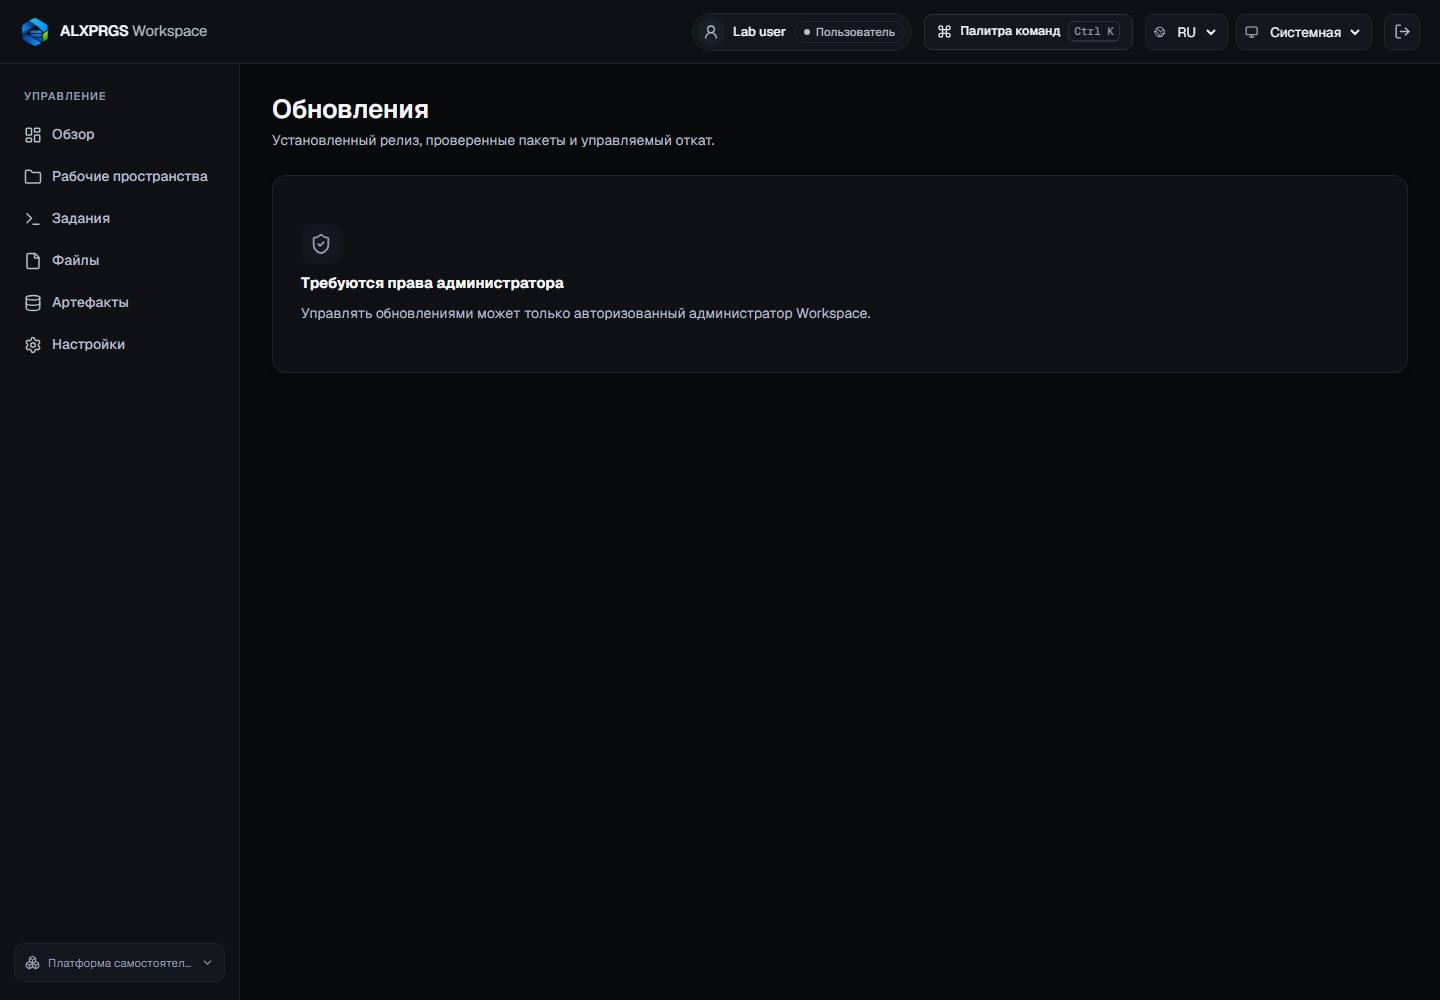 ALXPRGS Workspace
Lab user
Пользователь
Палитра команд
Ctrl K
RU
Системная
УПРАВЛЕНИЕ
Обзор
Рабочие пространства
Задания
Файлы
Артефакты
Настройки
Обновления
Установленный релиз, проверенные пакеты и управляемый откат.
Требуются права администратора
Управлять обновлениями может только авторизованный администратор Workspace.
Платформа самостоятел…